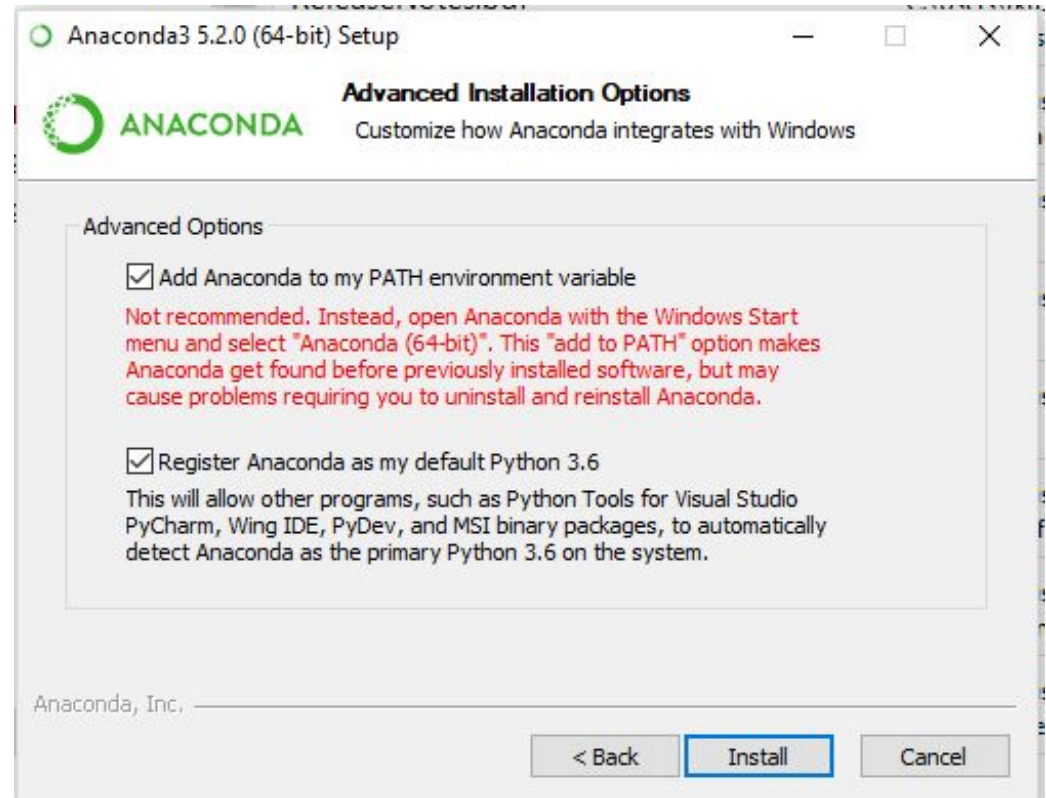 Anaconda3 5.2.0 (64-bit) Setup
ANACONDA
Advanced Installation Options
Customize how Anaconda integrates with Windows
Advanced Options
Add Anaconda to my PATH environment variable
Not recommended. Instead, open Anaconda with the Windows Start
menu and select "Anaconda (64-bit)". This "add to PATH" option makes
Anaconda get found before previously installed software, but may
cause problems requiring you to uninstall and reinstall Anaconda.
Register Anaconda as my default Python 3.6
This will allow other programs, such as Python Tools for Visual Studio
PyCharm, Wing IDE, PyDev, and MSI binary packages, to automatically
detect Anaconda as the primary Python 3.6 on the system.
Anaconda, Inc.
< Back
Install
Cancel